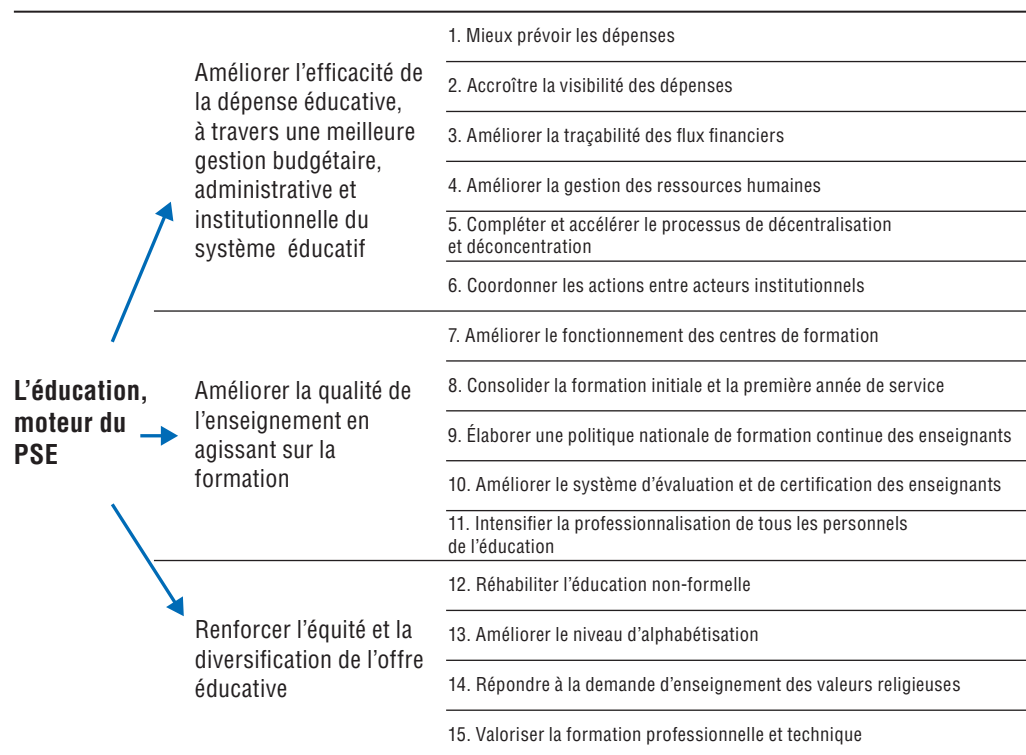 L’éducation,
moteur du
PSE
Améliorer l’efficacité de
la dépense éducative,
à travers une meilleure
gestion budgétaire,
administrative et
institutionnelle du
système éducatif
1. Mieux prévoir les dépenses
2. Accroître la visibilité des dépenses
3. Améliorer la traçabilité des flux financiers
4. Améliorer la gestion des ressources humaines
5. Compléter et accélérer le processus de décentralisation
et déconcentration
6. Coordonner les actions entre acteurs institutionnels
Améliorer la qualité de
l’enseignement en
agissant sur la
formation
7. Améliorer le fonctionnement des centres de formation
8. Consolider la formation initiale et la première année de service
9. Élaborer une politique nationale de formation continue des enseignants
10. Améliorer le système d’évaluation et de certification des enseignants
11. Intensifier la professionnalisation de tous les personnels
de l’éducation
Renforcer l’équité et la
diversification de l’offre
éducative
12. Réhabiliter l’éducation non-formelle
13. Améliorer le niveau d’alphabétisation
14. Répondre à la demande d’enseignement des valeurs religieuses
15. Valoriser la formation professionnelle et technique